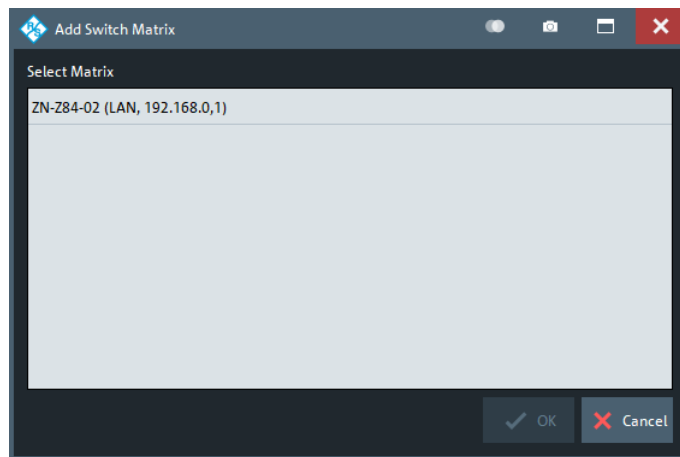 Add Switch Matrix
Select Matrix
ZN-Z84-02 (LAN, 192.168.0,1)
OK
Cancel